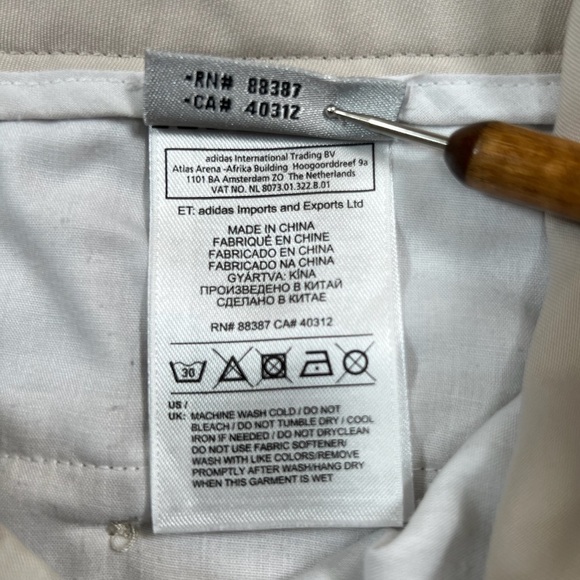 -RN# 88387
-CA# 40312
adidas International Trading BV
Atlas Arena -Afrika Building Hoogoorddreef 9a
1101 BA Amsterdam ZO The Netherlands
VAT NO. NL 8073.01.322.B.01
ET: adidas Imports and Exports Ltd
MADE IN CHINA
FABRIQUÉ EN CHINE
FABRICADO EN CHINA
FABRICADO NA CHINA
GYÁRTVA: KÍNA
ПРОИЗВЕДЕНО В КИТАЙ
СДЕЛАНО В КИТАЕ
RN# 88387 CA# 40312
30
US /
UK: MACHINE WASH COLD / DO NOT
BLEACH / DO NOT TUMBLE DRY / COOL
IRON IF NEEDED / DO NOT DRYCLEAN
DO NOT USE FABRIC SOFTENER/
WASH WITH LIKE COLORS/REMOVE
PROMPTLY AFTER WASH/HANG DRY
WHEN THIS GARMENT IS WET